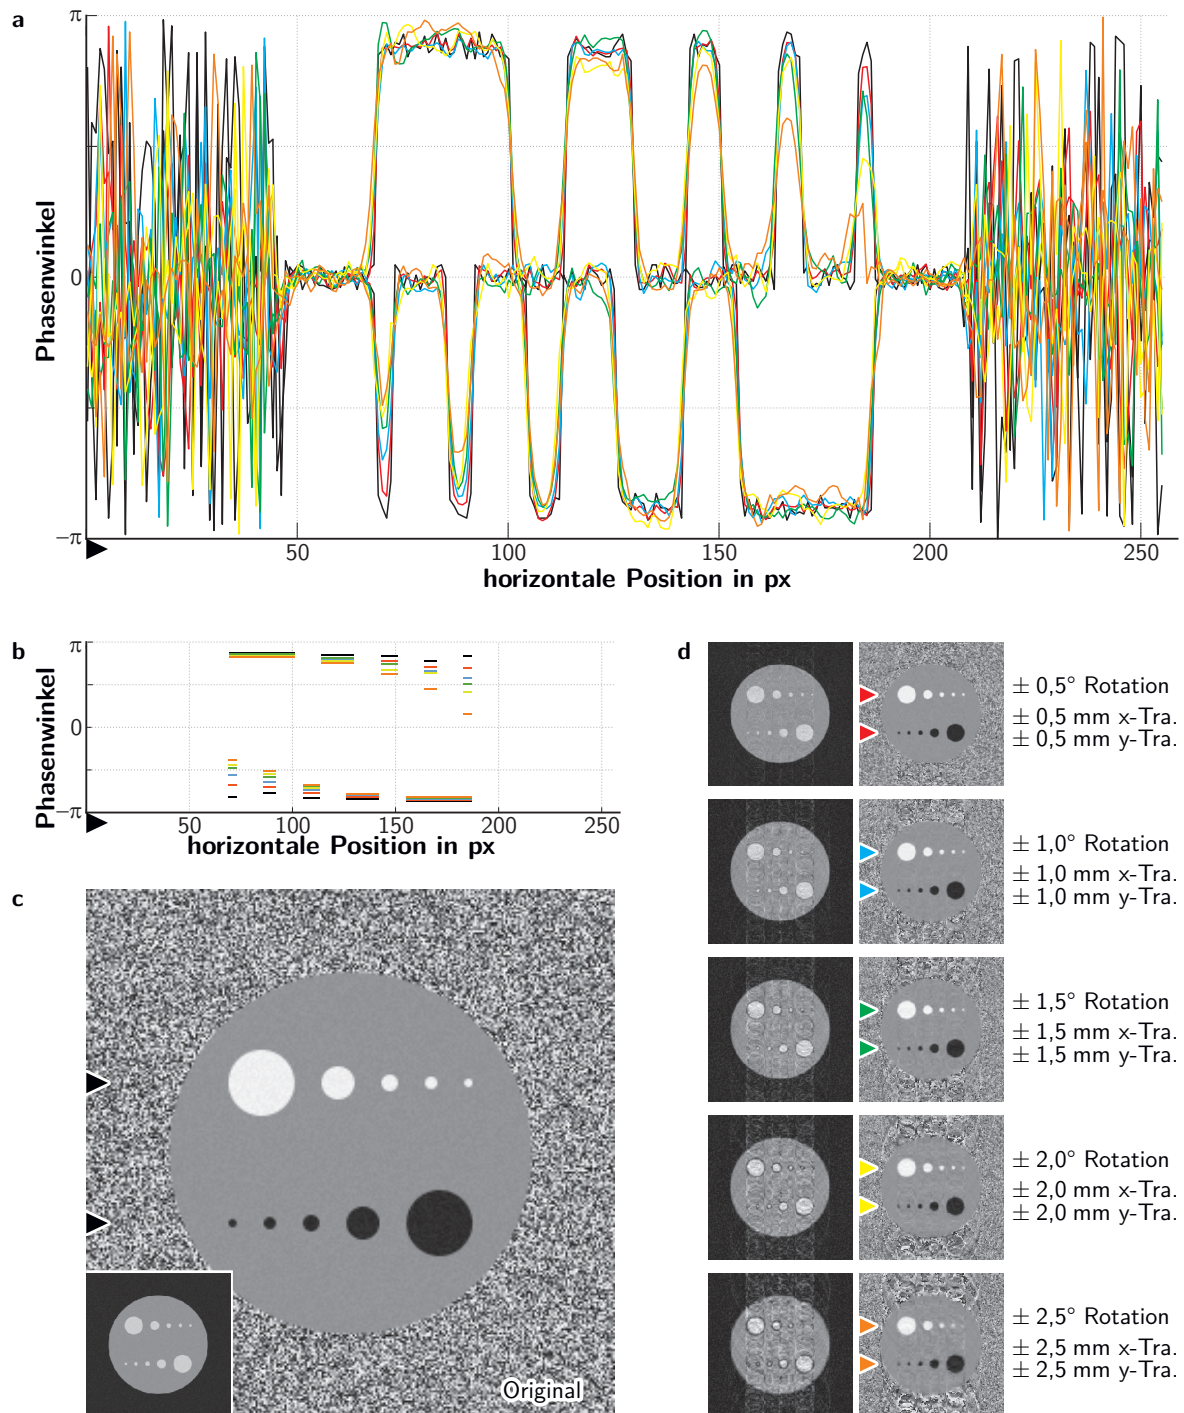 a
π
0
−π
Phasenwinkel
50
100
150
200
250
horizontale Position in px
b
π
0
−π
Phasenwinkel
50
100
150
200
250
horizontale Position in px
c
Original
d
± 0,5° Rotation
± 0,5 mm x-Tra.
± 0,5 mm y-Tra.
± 1,0° Rotation
± 1,0 mm x-Tra.
± 1,0 mm y-Tra.
± 1,5° Rotation
± 1,5 mm x-Tra.
± 1,5 mm y-Tra.
± 2,0° Rotation
± 2,0 mm x-Tra.
± 2,0 mm y-Tra.
± 2,5° Rotation
± 2,5 mm x-Tra.
± 2,5 mm y-Tra.